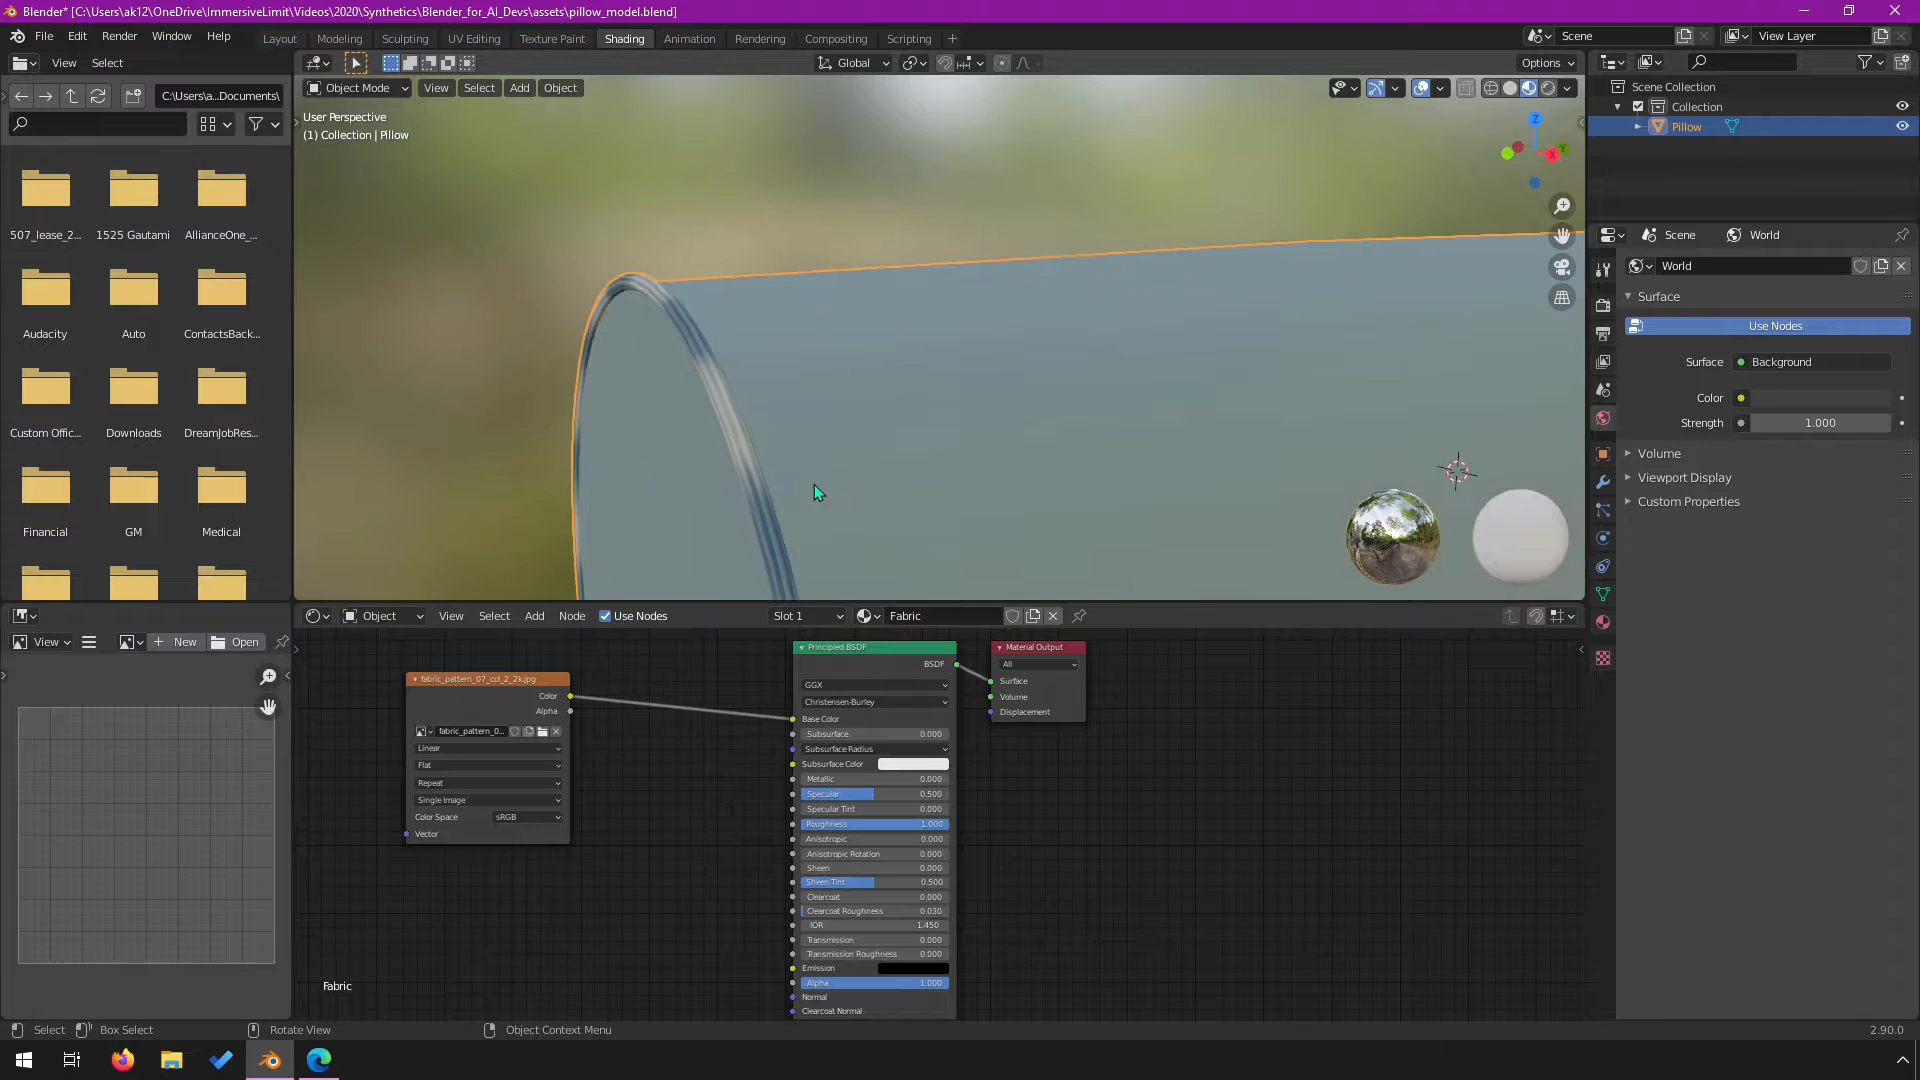 Blender* [C:\Users\ak12\OneDrive\ImmersiveLimit\Videos\2020\Synthetics\Blender_for_AI_Devs\assets\pillow_model.blend]
File Edit Render Window Help
Layout Modeling Sculpting UV Editing Texture Paint Shading Animation Rendering Compositing Scripting
Scene View Layer
View Select
Global Options
C:\Users\a...Documents\
Object Mode View Select Add Object
User Perspective
(1) Collection | Pillow
Z
X
Y
507_lease_2... 1525 Gautami AllianceOne_...
Audacity Auto ContactsBack...
Custom Offic... Downloads DreamJobRes...
Financial GM Medical
Scene Collection
Collection
Pillow
Scene World
World
Surface
Use Nodes
Surface Background
Color
Strength 1.000
Volume
Viewport Display
Custom Properties
View New Open
Object View Select Add Node Use Nodes Slot 1 Fabric
fabric_pattern_07_col_2_2k.jpg
Color
Alpha
fabric_pattern_0...
Linear
Flat
Repeat
Single Image
Color Space sRGB
Vector
Principled BSDF
BSDF
GGX
Christensen-Burley
Base Color
Subsurface 0.000
Subsurface Radius
Subsurface Color
Metallic 0.000
Specular 0.500
Specular Tint 0.000
Roughness 1.000
Anisotropic 0.000
Anisotropic Rotation 0.000
Sheen 0.000
Sheen Tint 0.500
Clearcoat 0.000
Clearcoat Roughness 0.030
IOR 1.450
Transmission 0.000
Transmission Roughness 0.000
Emission
Alpha 1.000
Normal
Clearcoat Normal
Material Output
All
Surface
Volume
Displacement
Fabric
Select Box Select Rotate View Object Context Menu 2.90.0